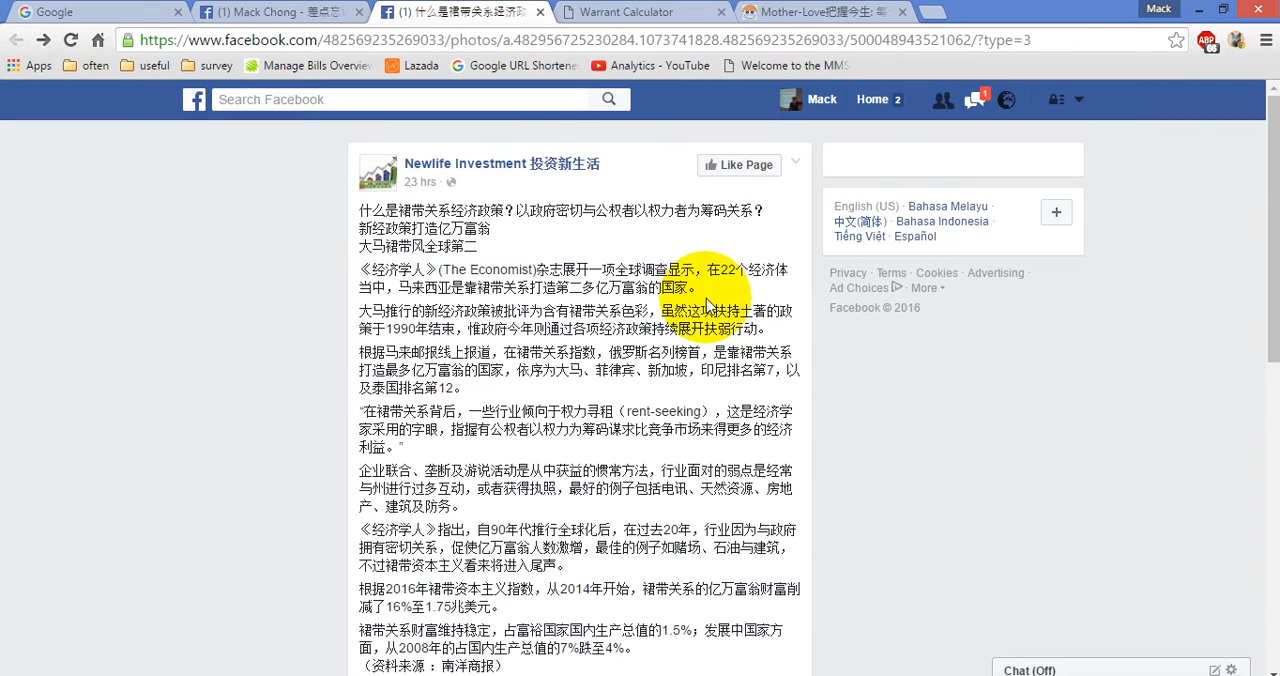 Google
(1) Mack Chong - 差点忘
(1) 什么是裙带关系经济政
Warrant Calculator
Mother-Love把握今生: 每
Mack
https://www.facebook.com/482569235269033/photos/a.482956725230284.1073741828.482569235269033/500048943521062/?type=3
ABP
66
Apps
often
useful
survey
Manage Bills Overview
Lazada
Google URL Shortene
Analytics - YouTube
Welcome to the MMS
Search Facebook
Mack
Home 2
1
Newlife Investment 投资新生活
23 hrs ·
Like Page
什么是裙带关系经济政策？以政府密切与公权者以权力者为筹码关系？
新经政策打造亿万富翁
大马裙带风全球第二
《经济学人》(The Economist)杂志展开一项全球调查显示，在22个经济体
当中，马来西亚是靠裙带关系打造第二多亿万富翁的国家。
大马推行的新经济政策被批评为含有裙带关系色彩，虽然这项扶持土著的政
策于1990年结束，惟政府今年则通过各项经济政策持续展开扶弱行动。
根据马来邮报线上报道，在裙带关系指数，俄罗斯名列榜首，是靠裙带关系
打造最多亿万富翁的国家，依序为大马、菲律宾、新加坡，印尼排名第7，以
及泰国排名第12。
“在裙带关系背后，一些行业倾向于权力寻租（rent-seeking），这是经济学
家采用的字眼，指握有公权者以权力为筹码谋求比竞争市场来得更多的经济
利益。”
企业联合、垄断及游说活动是从中获益的惯常方法，行业面对的弱点是经常
与州进行过多互动，或者获得执照，最好的例子包括电讯、天然资源、房地
产、建筑及防务。
《经济学人》指出，自90年代推行全球化后，在过去20年，行业因为与政府
拥有密切关系，促使亿万富翁人数激增，最佳的例子如赌场、石油与建筑，
不过裙带资本主义看来将进入尾声。
根据2016年裙带资本主义指数，从2014年开始，裙带关系的亿万富翁财富削
减了16%至1.75兆美元。
裙带关系财富维持稳定，占富裕国家国内生产总值的1.5%；发展中国家方
面，从2008年的占国内生产总值的7%跌至4%。
（资料来源：南洋商报）
English (US) · Bahasa Melayu ·
中文(简体) · Bahasa Indonesia ·
Tiếng Việt · Español
Privacy · Terms · Cookies · Advertising ·
Ad Choices · More
Facebook © 2016
Chat (Off)